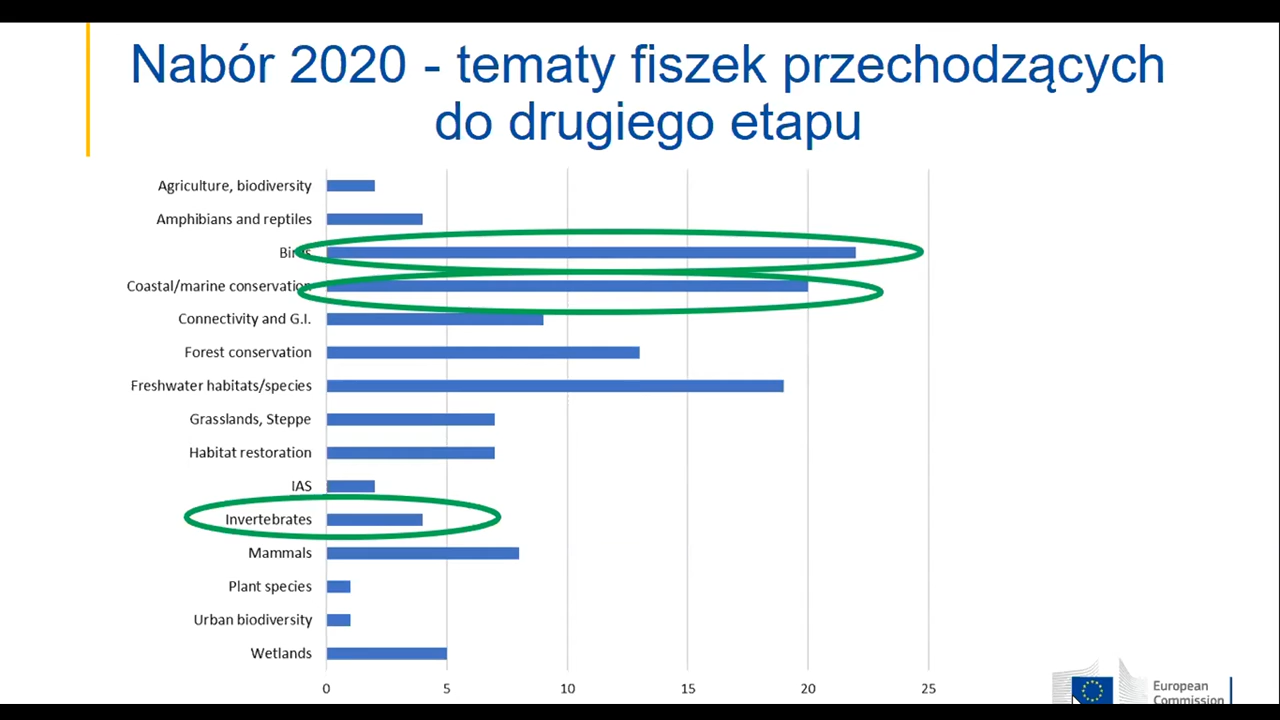 Nabór 2020 - tematy fiszek przechodzących
do drugiego etapu
Agriculture, biodiversity
Amphibians and reptiles
Birds
Coastal/marine conservation
Connectivity and G.I.
Forest conservation
Freshwater habitats/species
Grasslands, Steppe
Habitat restoration
IAS
Invertebrates
Mammals
Plant species
Urban biodiversity
Wetlands
0 5 10 15 20 25
European
Commission